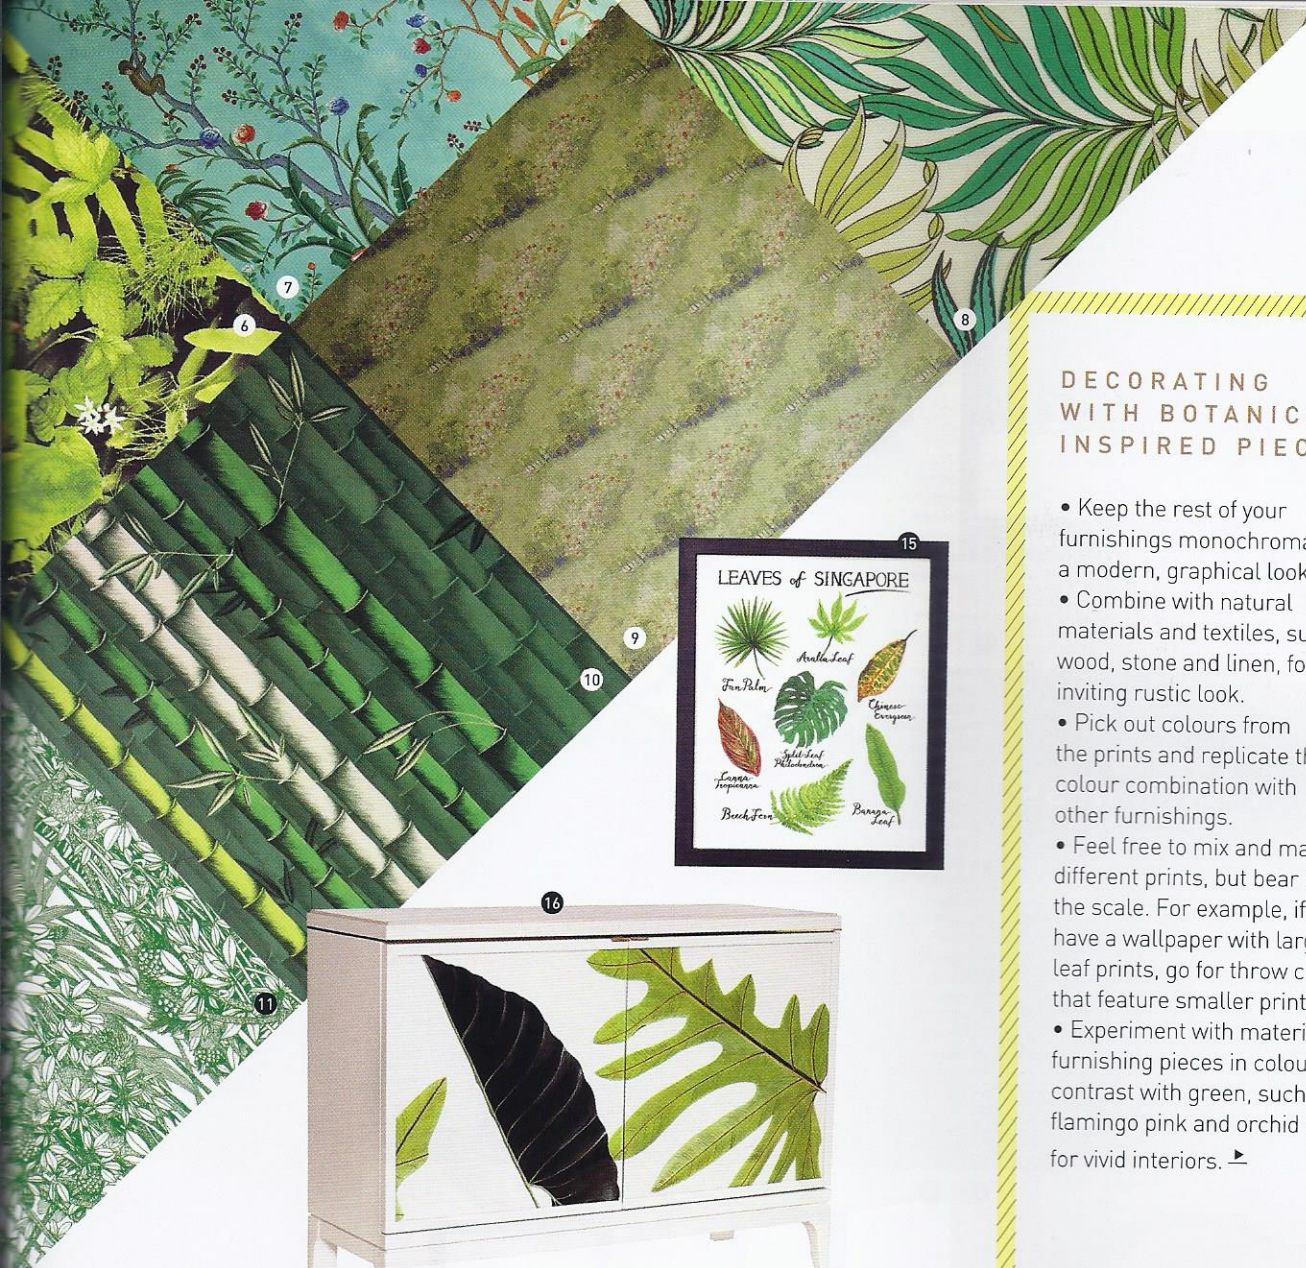 7
6
8
9
10
11
15
LEAVES of SINGAPORE
Fan Palm
Aralia Leaf
Chinese
Evergreen
Split-Leaf
Philodendron
Canna
Tropicanna
Beech Fern
Banana
Leaf
16
DECORATING
WITH BOTANIC
INSPIRED PIEC
• Keep the rest of your
furnishings monochroma
a modern, graphical look
• Combine with natural
materials and textiles, su
wood, stone and linen, fo
inviting rustic look.
• Pick out colours from
the prints and replicate th
colour combination with
other furnishings.
• Feel free to mix and ma
different prints, but bear
the scale. For example, if
have a wallpaper with larg
leaf prints, go for throw c
that feature smaller print
• Experiment with materi
furnishing pieces in colou
contrast with green, such
flamingo pink and orchid
for vivid interiors.